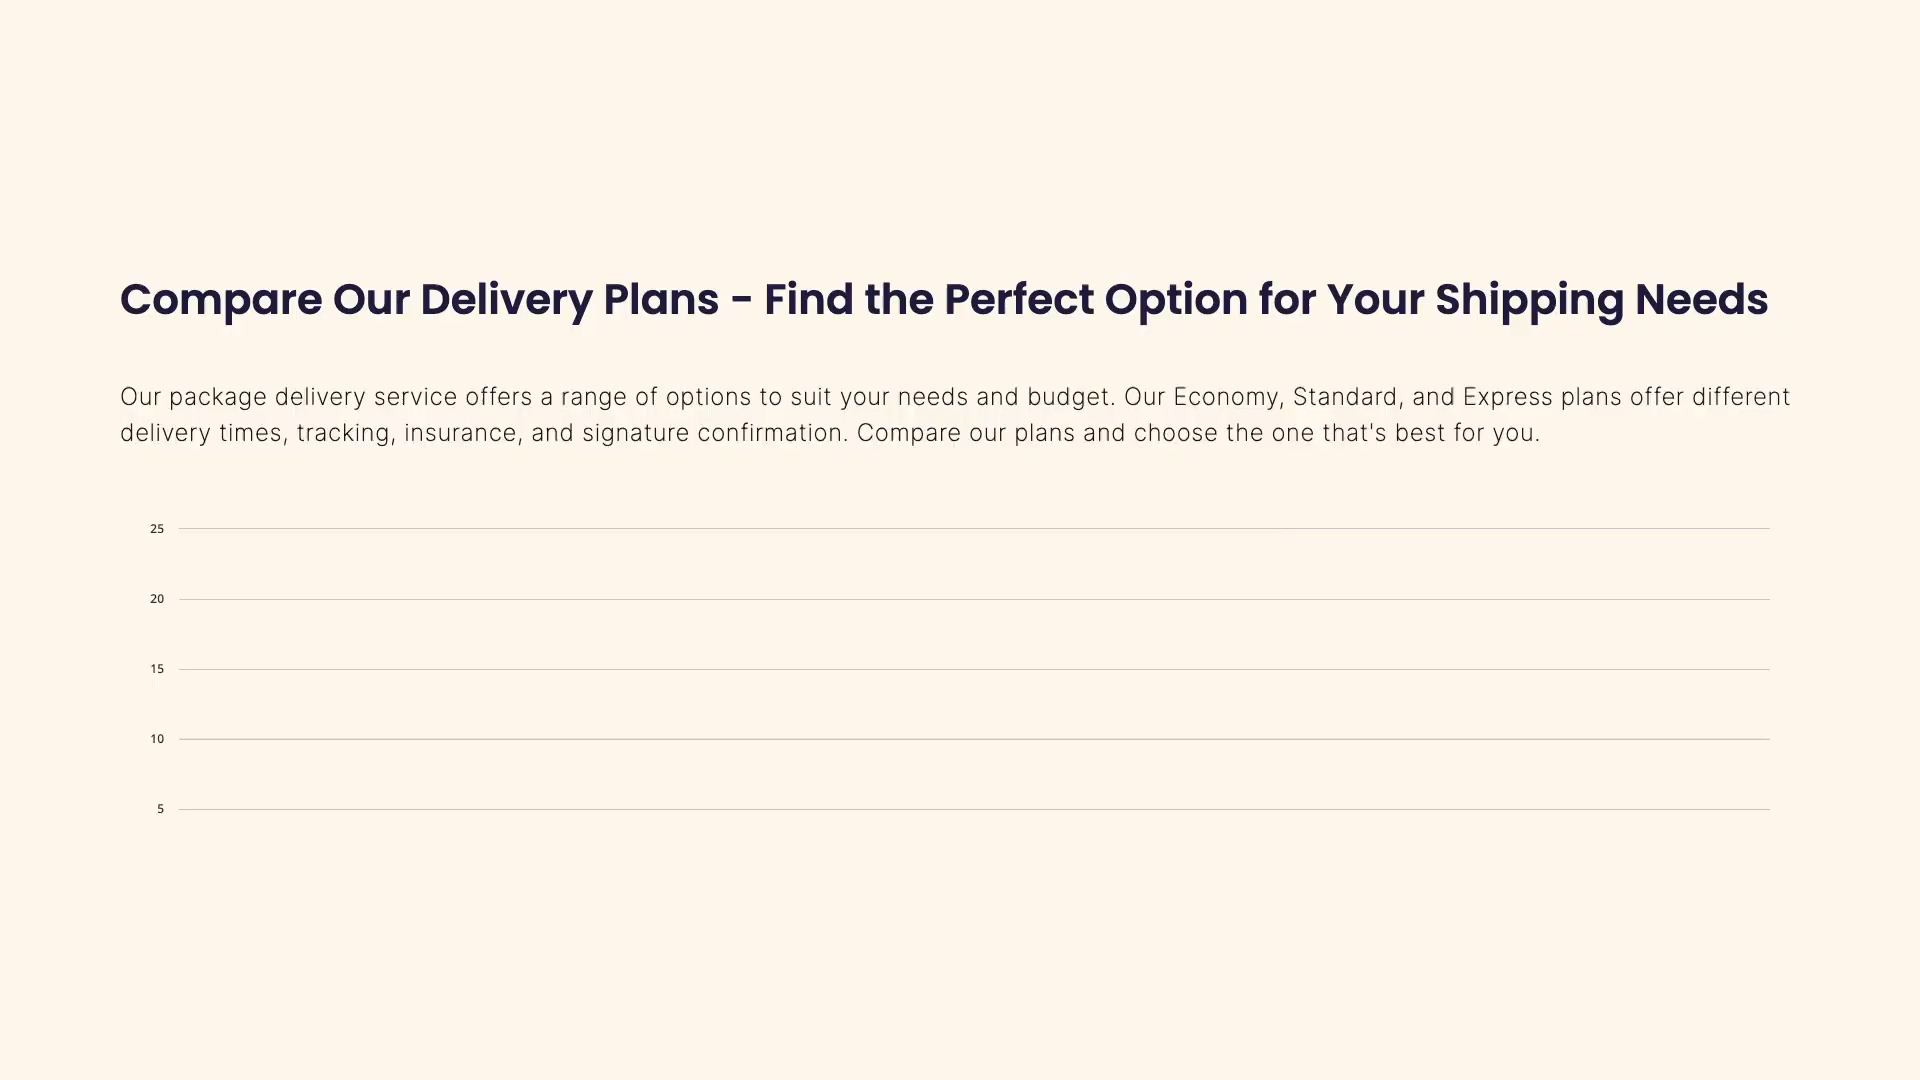 Compare Our Delivery Plans - Find the Perfect Option for Your Shipping Needs
Our package delivery service offers a range of options to suit your needs and budget. Our Economy, Standard, and Express plans offer different
delivery times, tracking, insurance, and signature confirmation. Compare our plans and choose the one that's best for you.
25
20
15
10
5